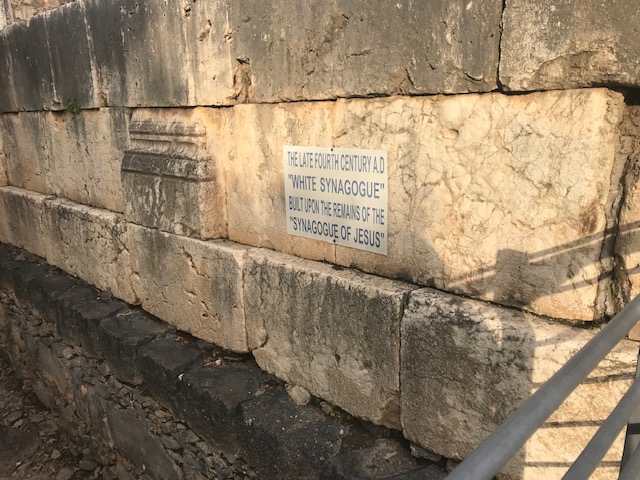 THE LATE FOURTH CENTURY A.D
"WHITE SYNAGOGUE"
BUILT UPON THE REMAINS OF THE
"SYNAGOGUE OF JESUS"